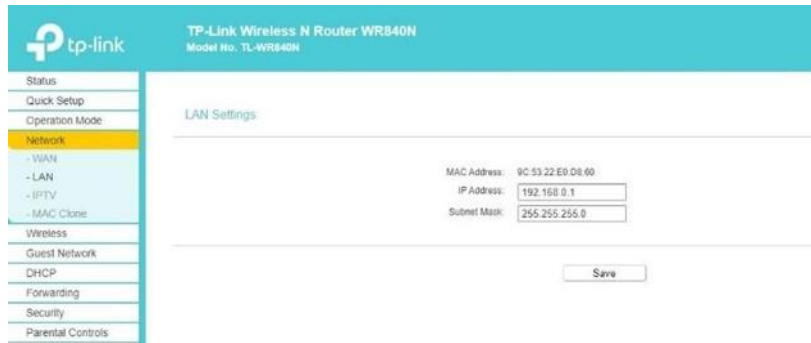 tp-link
TP-Link Wireless N Router WR840N
Model No. TL-WR840N
Status
Quick Setup
Operation Mode
Network
- WAN
- LAN
- IPTV
- MAC Clone
Wireless
Guest Network
DHCP
Forwarding
Security
Parental Controls
LAN Settings
MAC Address: 9C:53:22:E0:D8:60
IP Address: 192.168.0.1
Subnet Mask: 255.255.255.0
Save